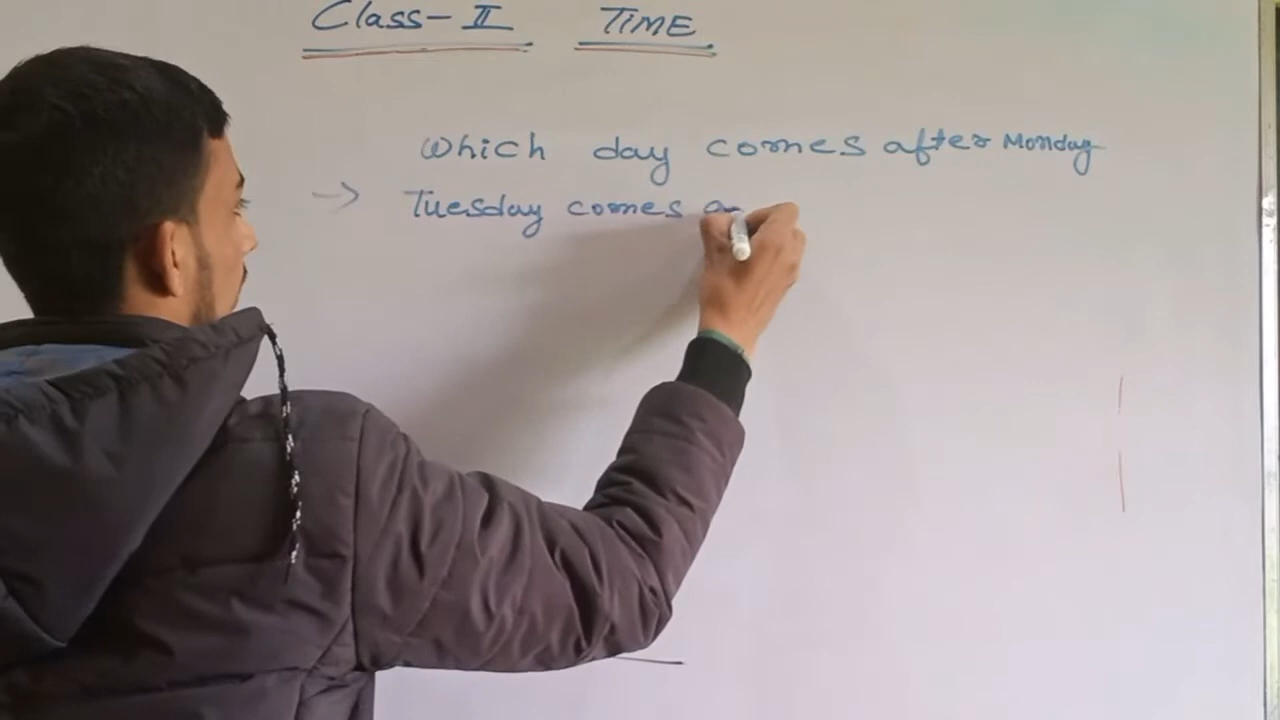 Class-II TIME
Which day comes after Monday
→ Tuesday comes